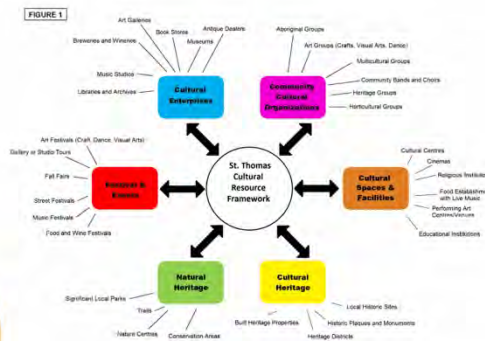 FIGURE 1
Art Galleries
Book Stores
Antique Dealers
Breweries and Wineries
Museums
Music Studios
Libraries and Archives
Cultural
Enterprises
Aboriginal Groups
Art Groups (Crafts, Visual Arts, Dance)
Multicultural Groups
Community Bands and Choirs
Heritage Groups
Horticultural Groups
Community
Cultural
Organizations
Art Festivals (Craft, Dance, Visual Arts)
Gallery or Studio Tours
Fall Fairs
Street Festivals
Music Festivals
Food and Wine Festivals
& Events
St. Thomas
Cultural
Resource
Framework
Cultural
Spaces &
Facilities
Cultural Centres
Cinemas
Religious Institute
Food Establishment
with Live Music
Performing Art
Centres/Venues
Educational Institutions
Natural
Heritage
Significant Local Parks
Trails
Nature Centres
Conservation Areas
Cultural
Heritage
Local Historic Sites
Built Heritage Properties
Historic Plaques and Monuments
Heritage Districts